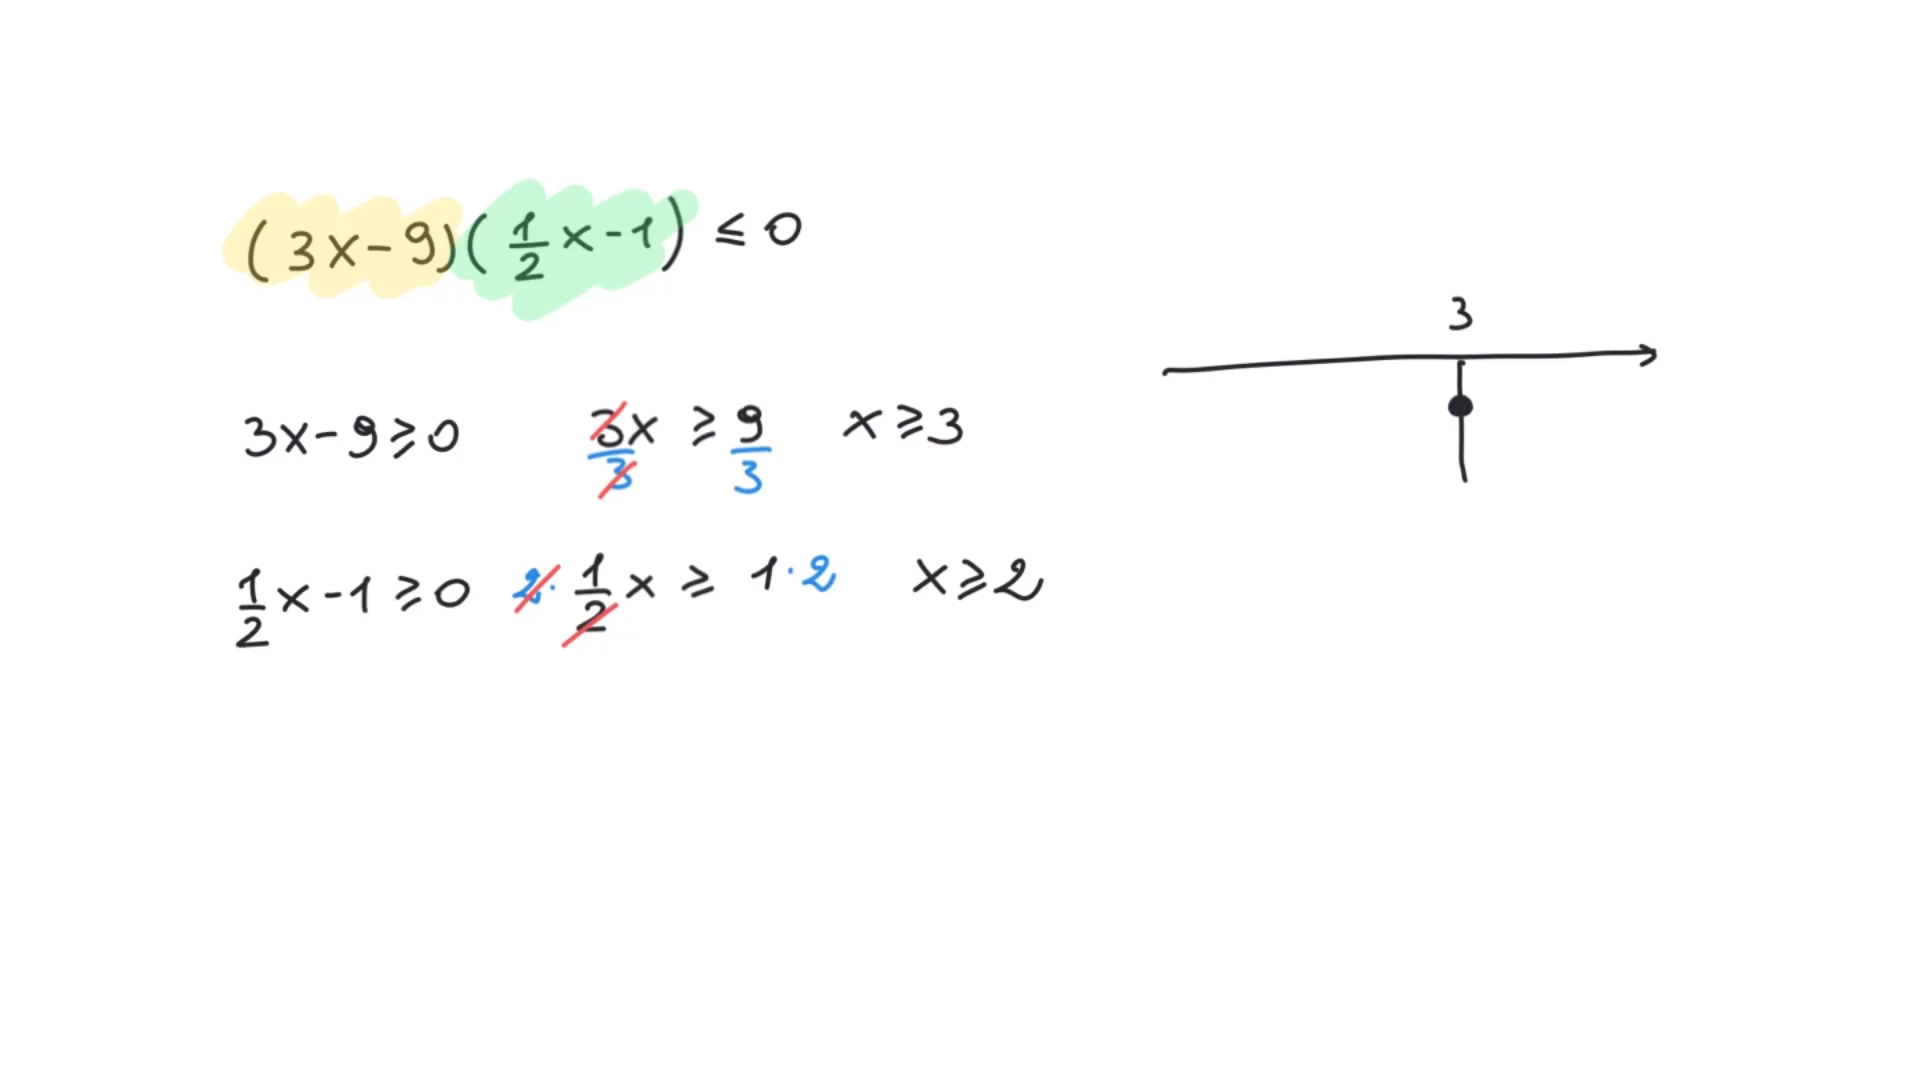 (3x-9)(1/2x-1) ≤ 0
3
3x-9≥0 3x/3 ≥ 9/3 x≥3
1/2x-1≥0 2·1/2x ≥ 1·2 x≥2